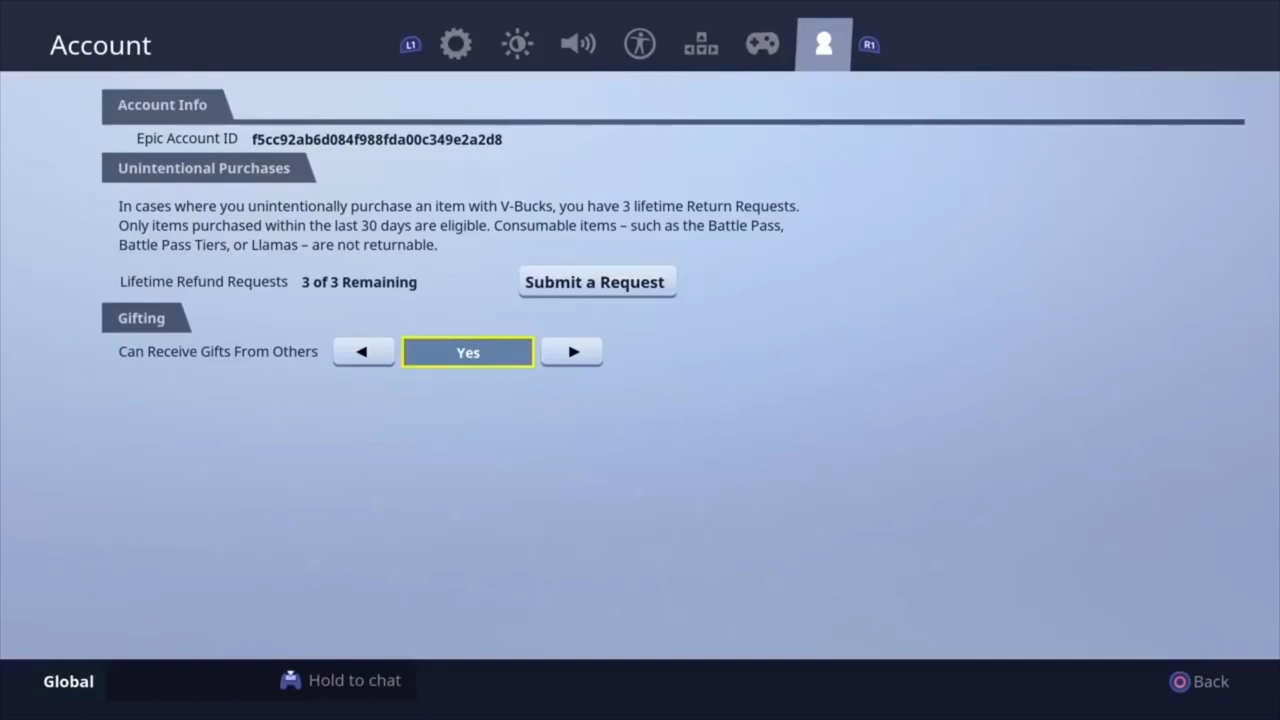 Account
L1
R1
Account Info
Epic Account ID f5cc92ab6d084f988fda00c349e2a2d8
Unintentional Purchases
In cases where you unintentionally purchase an item with V-Bucks, you have 3 lifetime Return Requests.
Only items purchased within the last 30 days are eligible. Consumable items – such as the Battle Pass,
Battle Pass Tiers, or Llamas – are not returnable.
Lifetime Refund Requests 3 of 3 Remaining Submit a Request
Gifting
Can Receive Gifts From Others Yes
Global Hold to chat Back